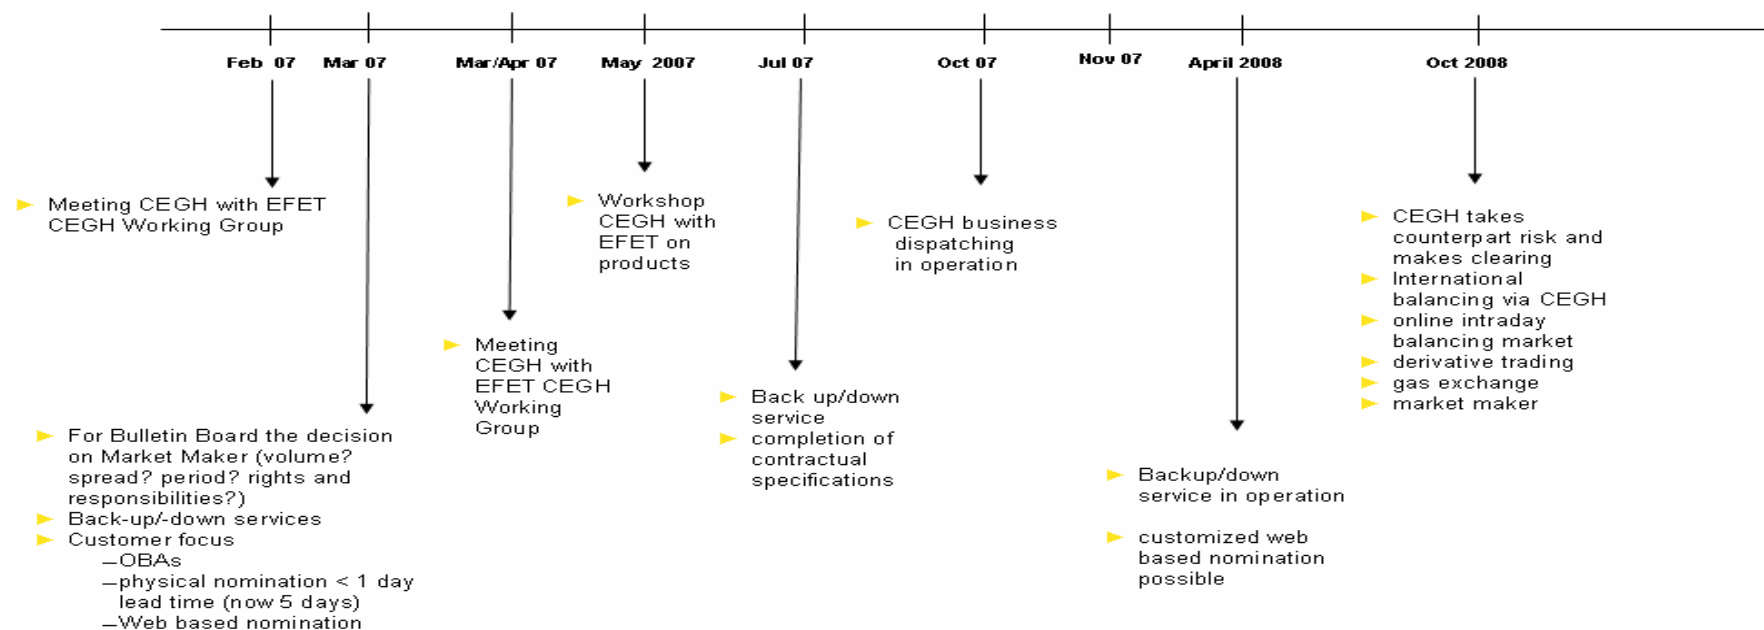 Feb 07
Mar 07
Mar/Apr 07
May 2007
Jul 07
Oct 07
Nov 07
April 2008
Oct 2008
Meeting CEGH with EFET
CEGH Working Group
For Bulletin Board the decision
on Market Maker (volume?
spread? period? rights and
responsibilities?)
Back-up/-down services
Customer focus
—OBAs
—physical nomination < 1 day
lead time (now 5 days)
—Web based nomination
Meeting
CEGH with
EFET CEGH
Working
Group
Workshop
CEGH with
EFET on
products
Back up/down
service
completion of
contractual
specifications
CEGH business
dispatching
in operation
Backup/down
service in operation
customized web
based nomination
possible
CEGH takes
counterpart risk and
makes clearing
International
balancing via CEGH
online intraday
balancing market
derivative trading
gas exchange
market maker